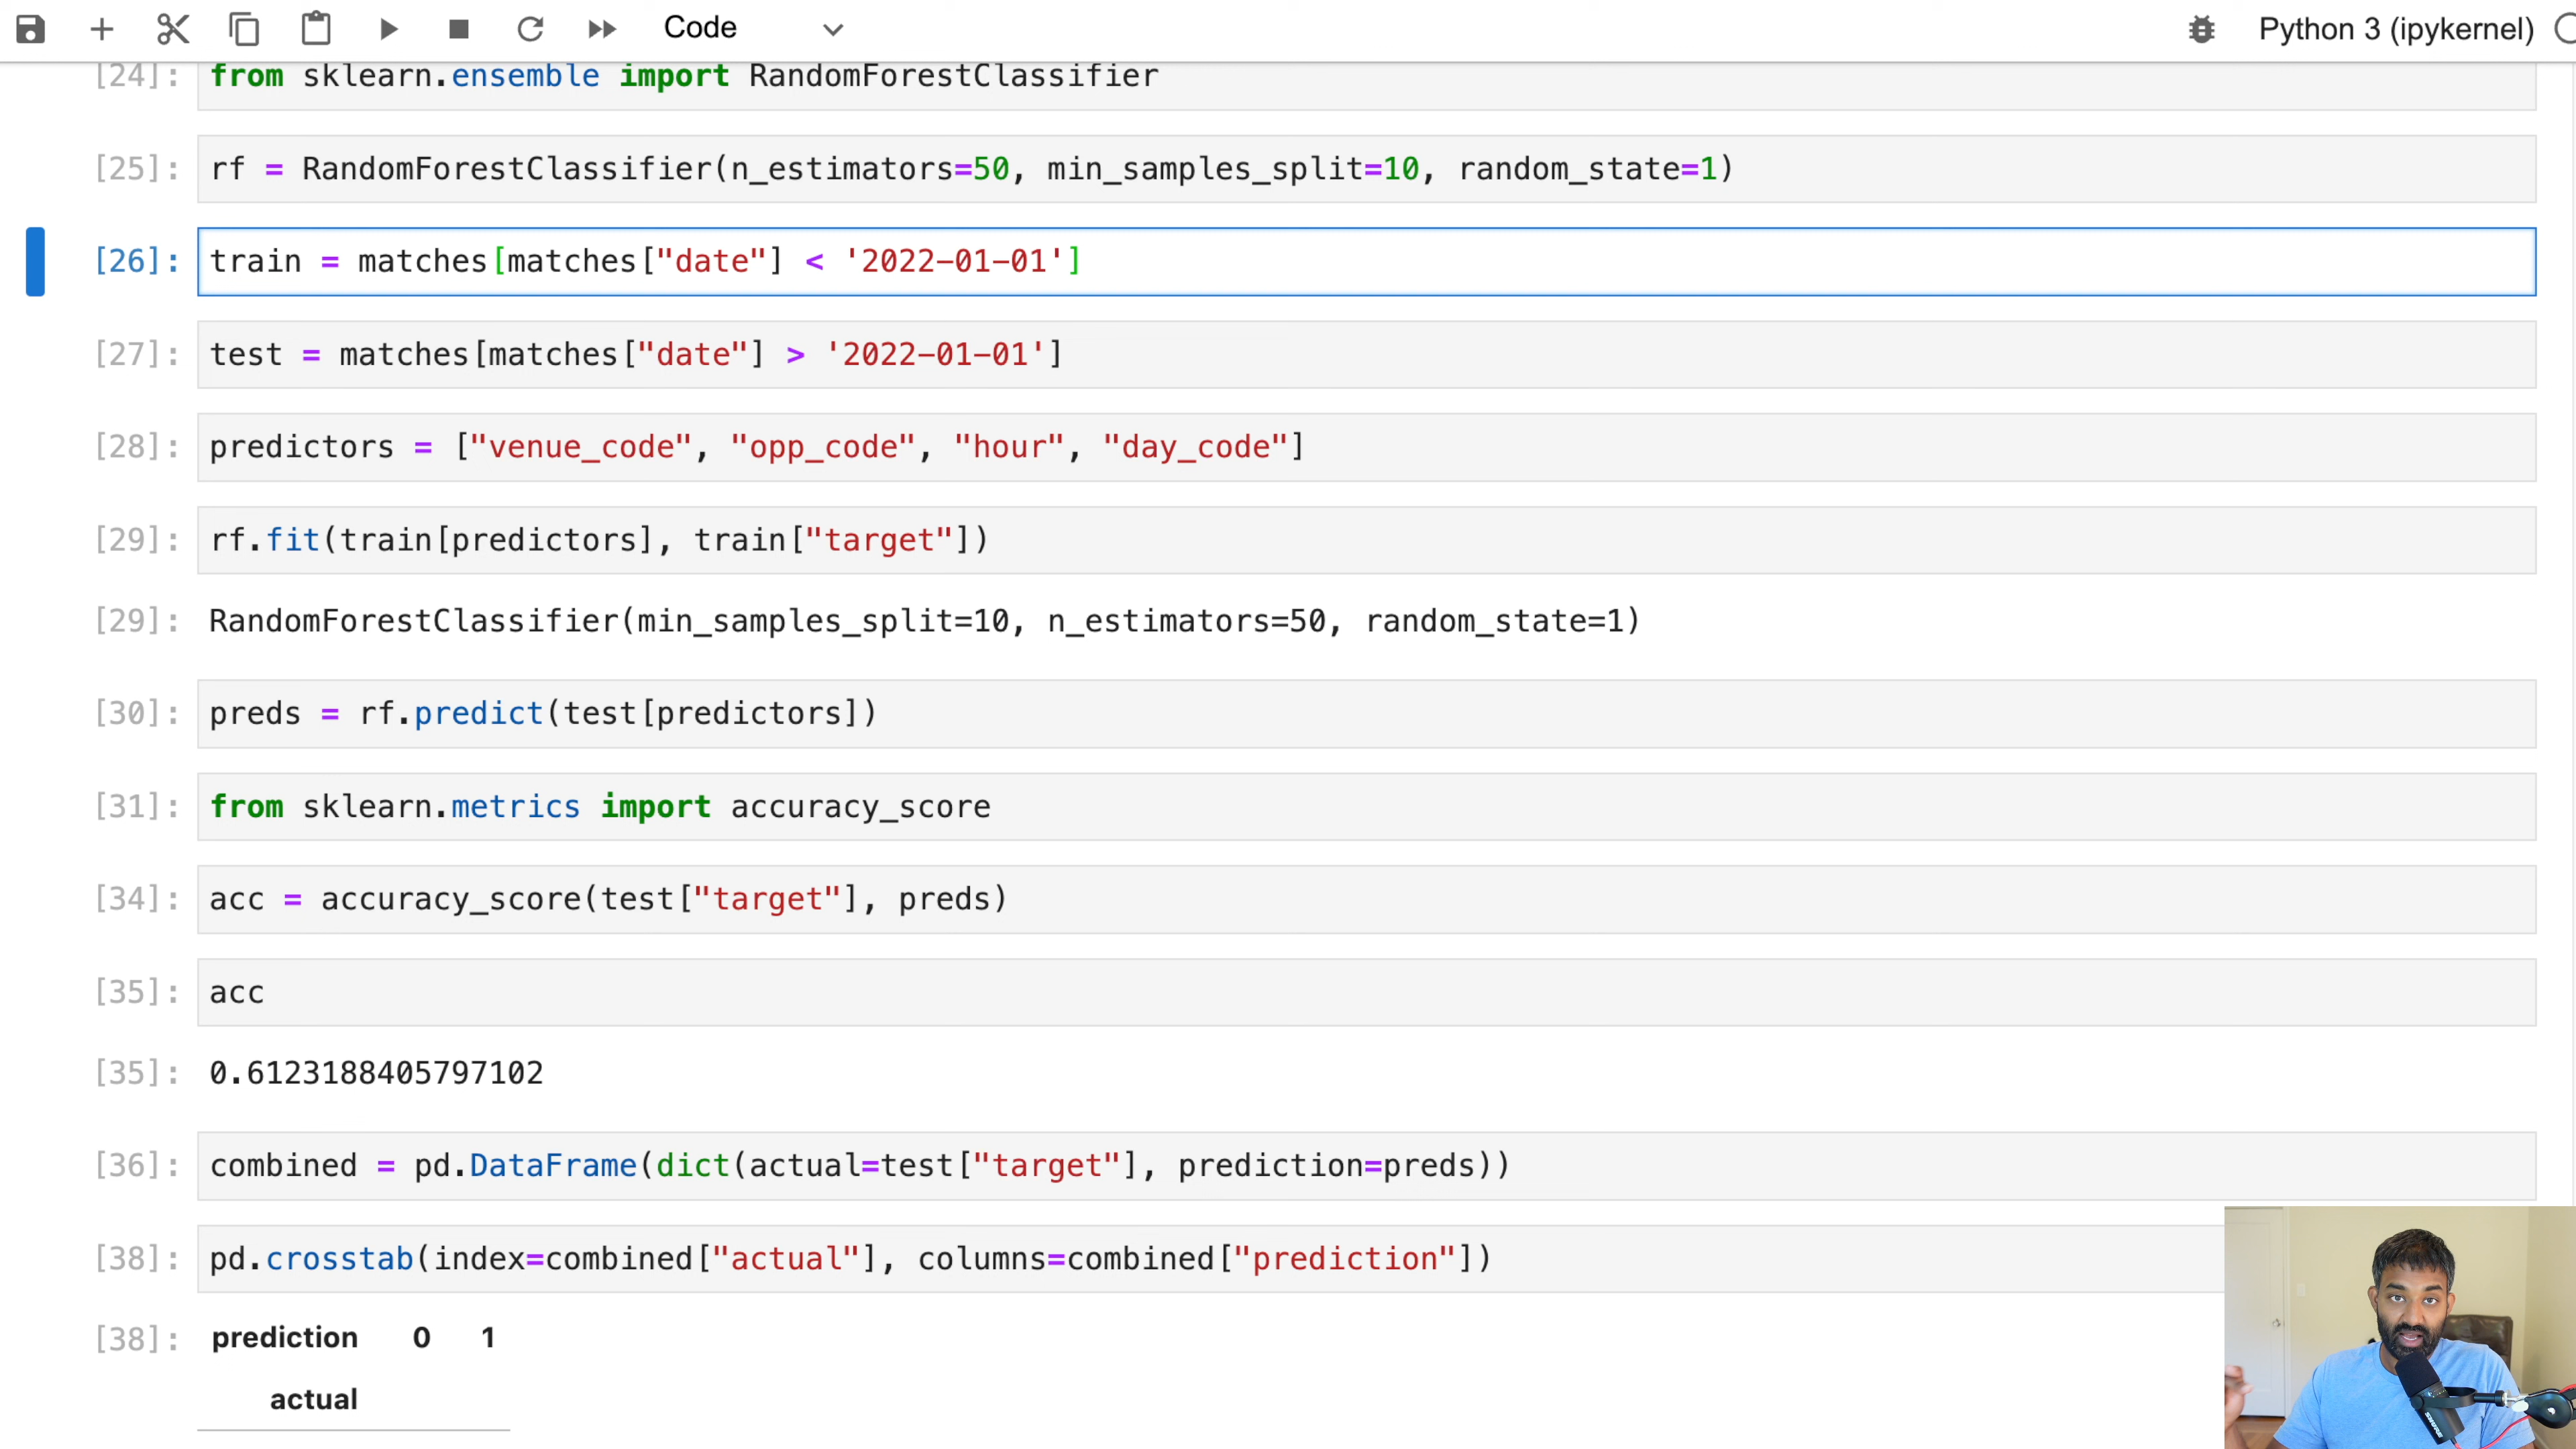 Code
Python 3 (ipykernel)
[24]: from sklearn.ensemble import RandomForestClassifier
[25]: rf = RandomForestClassifier(n_estimators=50, min_samples_split=10, random_state=1)
[26]: train = matches[matches["date"] < '2022-01-01']
[27]: test = matches[matches["date"] > '2022-01-01']
[28]: predictors = ["venue_code", "opp_code", "hour", "day_code"]
[29]: rf.fit(train[predictors], train["target"])
[29]: RandomForestClassifier(min_samples_split=10, n_estimators=50, random_state=1)
[30]: preds = rf.predict(test[predictors])
[31]: from sklearn.metrics import accuracy_score
[34]: acc = accuracy_score(test["target"], preds)
[35]: acc
[35]: 0.6123188405797102
[36]: combined = pd.DataFrame(dict(actual=test["target"], prediction=preds))
[38]: pd.crosstab(index=combined["actual"], columns=combined["prediction"])
[38]: prediction 0 1
actual